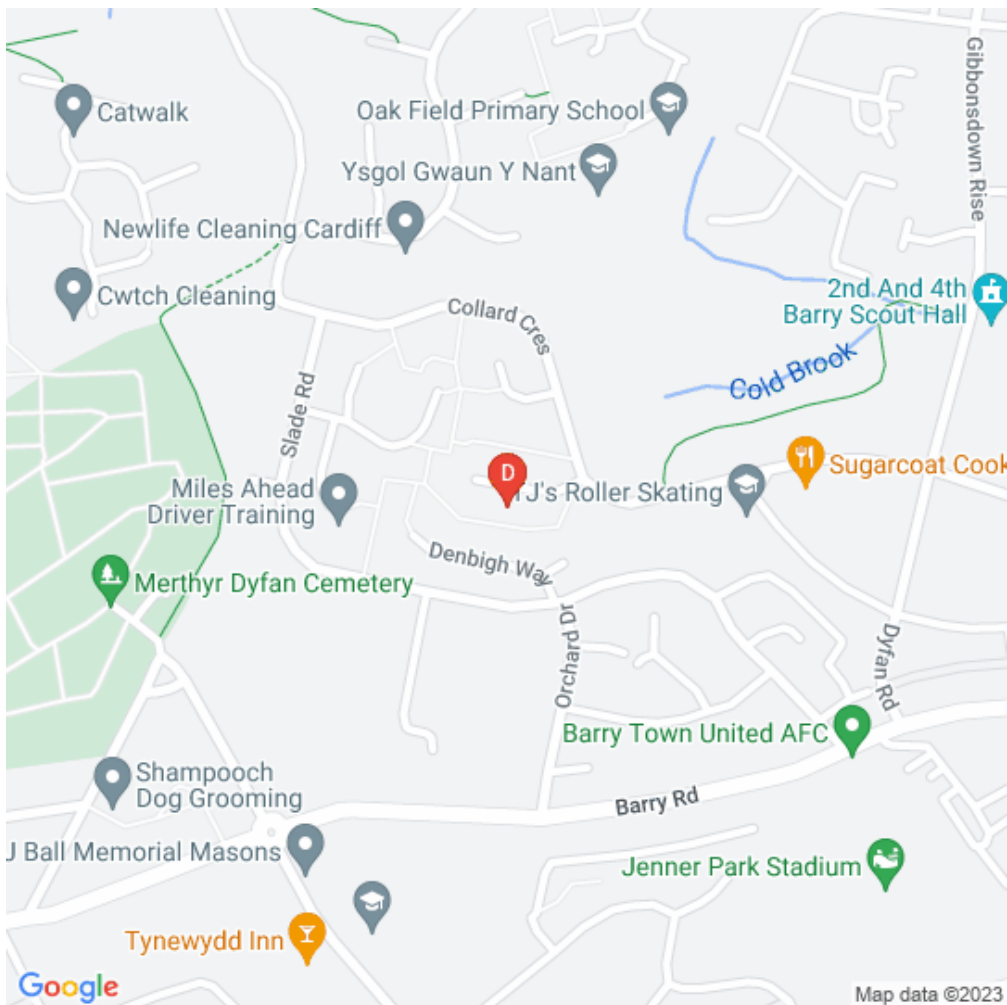 Gibbonsdown Rise
Catwalk
Oak Field Primary School
Ysgol Gwaun Y Nant
Newlife Cleaning Cardiff
Cwtch Cleaning
2nd And 4th
Barry Scout Hall
Collard Cres
Cold Brook
Slade Rd
Sugarcoat Cook
D
TJ's Roller Skating
Miles Ahead
Driver Training
Denbigh Way
Merthyr Dyfan Cemetery
Orchard Dr
Dyfan Rd
Barry Town United AFC
Shampooch
Dog Grooming
Barry Rd
J Ball Memorial Masons
Jenner Park Stadium
Tynewydd Inn
Google
Map data ©2023